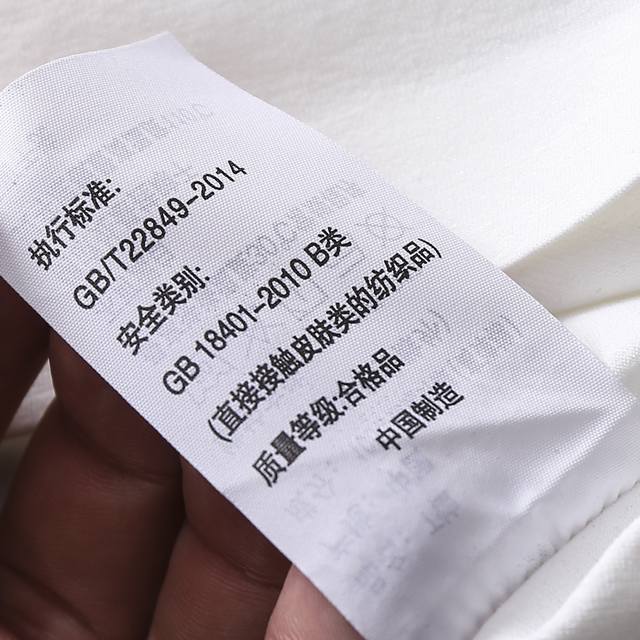 执行标准:
GB/T22849-2014
安全类别:
GB 18401-2010 B类
(直接接触皮肤类的纺织品)
质量等级:合格品
中国制造